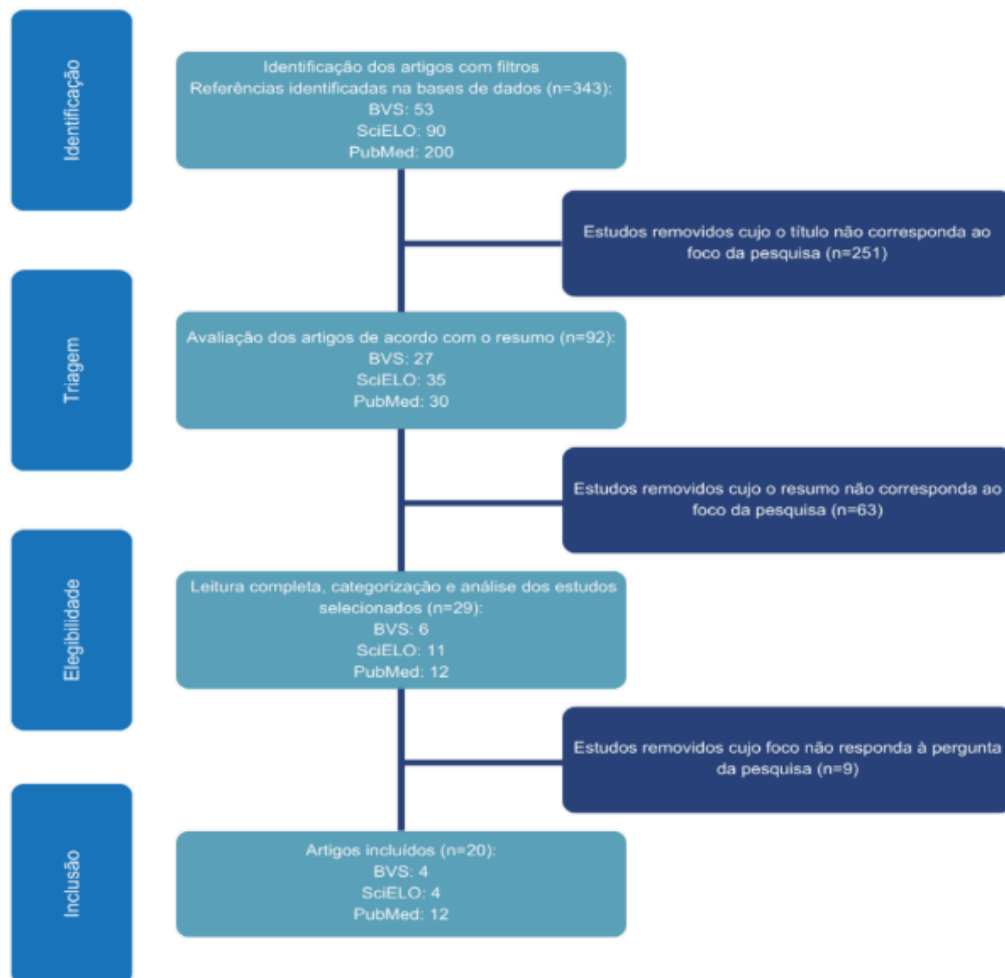 Identificação
Identificação dos artigos com filtros
Referências identificadas na bases de dados (n=343):
BVS: 53
SciELO: 90
PubMed: 200
Estudos removidos cujo o título não corresponda ao
foco da pesquisa (n=251)
Triagem
Avaliação dos artigos de acordo com o resumo (n=92):
BVS: 27
SciELO: 35
PubMed: 30
Estudos removidos cujo o resumo não corresponda ao
foco da pesquisa (n=63)
Elegibilidade
Leitura completa, categorização e análise dos estudos
selecionados (n=29):
BVS: 6
SciELO: 11
PubMed: 12
Estudos removidos cujo foco não responda à pergunta
da pesquisa (n=9)
Inclusão
Artigos incluídos (n=20):
BVS: 4
SciELO: 4
PubMed: 12